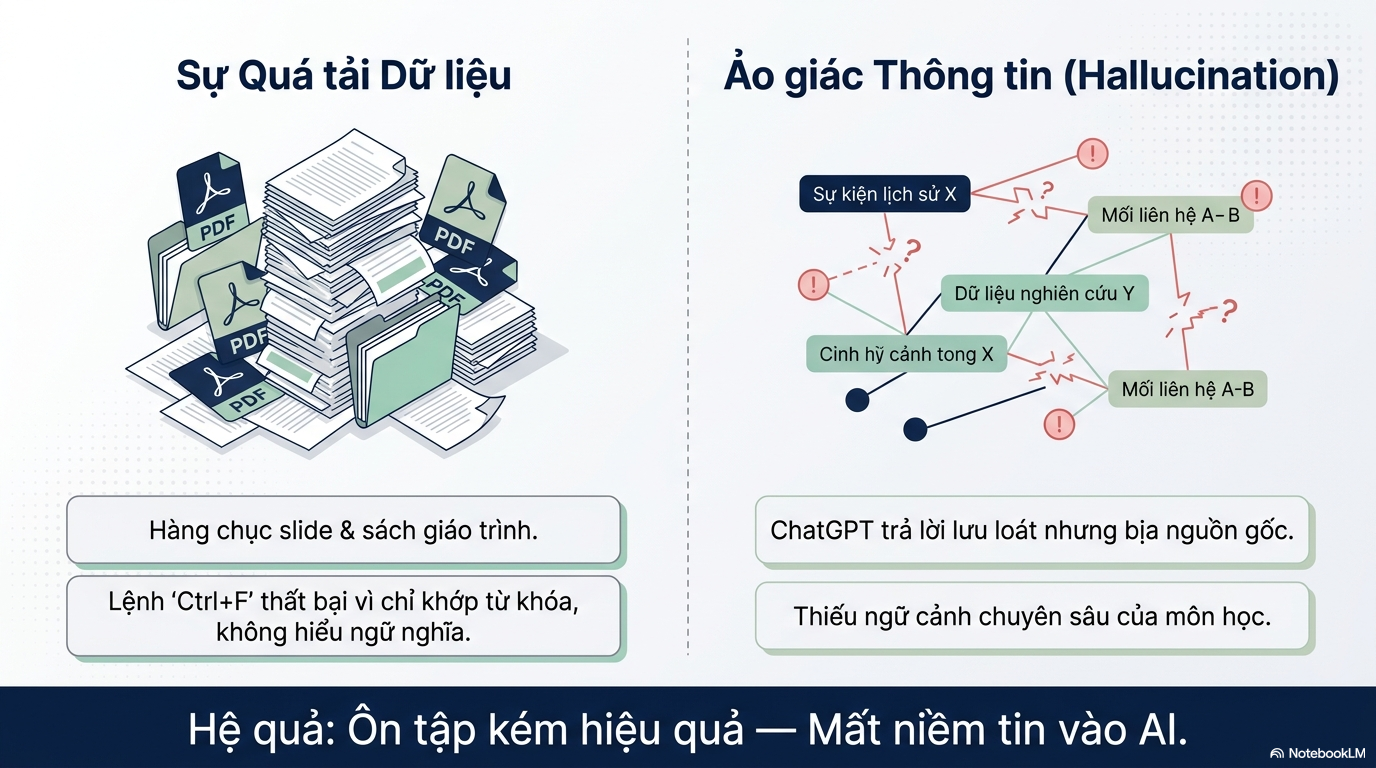 Sự Quá tải Dữ liệu
PDF
PDF
PDF
PDF
PDF
Hàng chục slide & sách giáo trình.
Lệnh ‘Ctrl+F’ thất bại vì chỉ khớp từ khóa,
không hiểu ngữ nghĩa.
Ảo giác Thông tin (Hallucination)
!
Sự kiện lịch sử X
?
!
Mối liên hệ A–B
?
!
?
Dữ liệu nghiên cứu Y
Cinh hỹ cảnh tong X
Mối liên hệ A-B
!
ChatGPT trả lời lưu loát nhưng bịa nguồn gốc.
Thiếu ngữ cảnh chuyên sâu của môn học.
Hệ quả: Ôn tập kém hiệu quả — Mất niềm tin vào AI.
NotebookLM